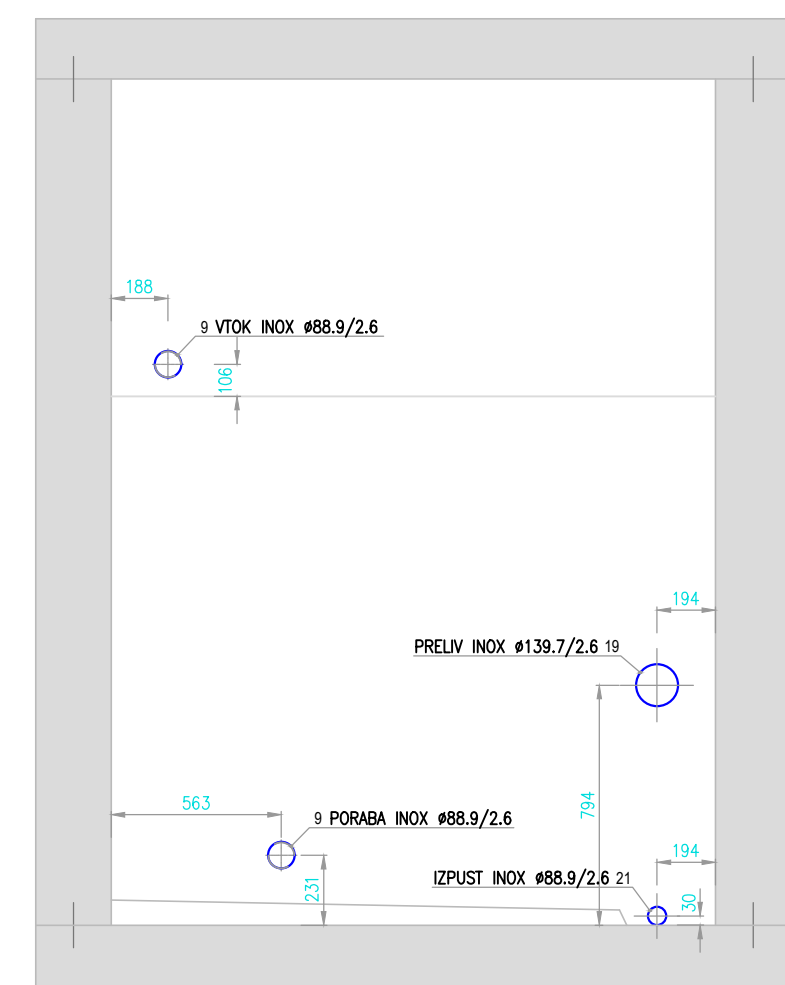 188
9 VTOK INOX ø88.9/2.6
106
194
PRELIV INOX ø139.7/2.6 19
563
794
9 PORABA INOX ø88.9/2.6
194
IZPUST INOX ø88.9/2.6 21
231
30